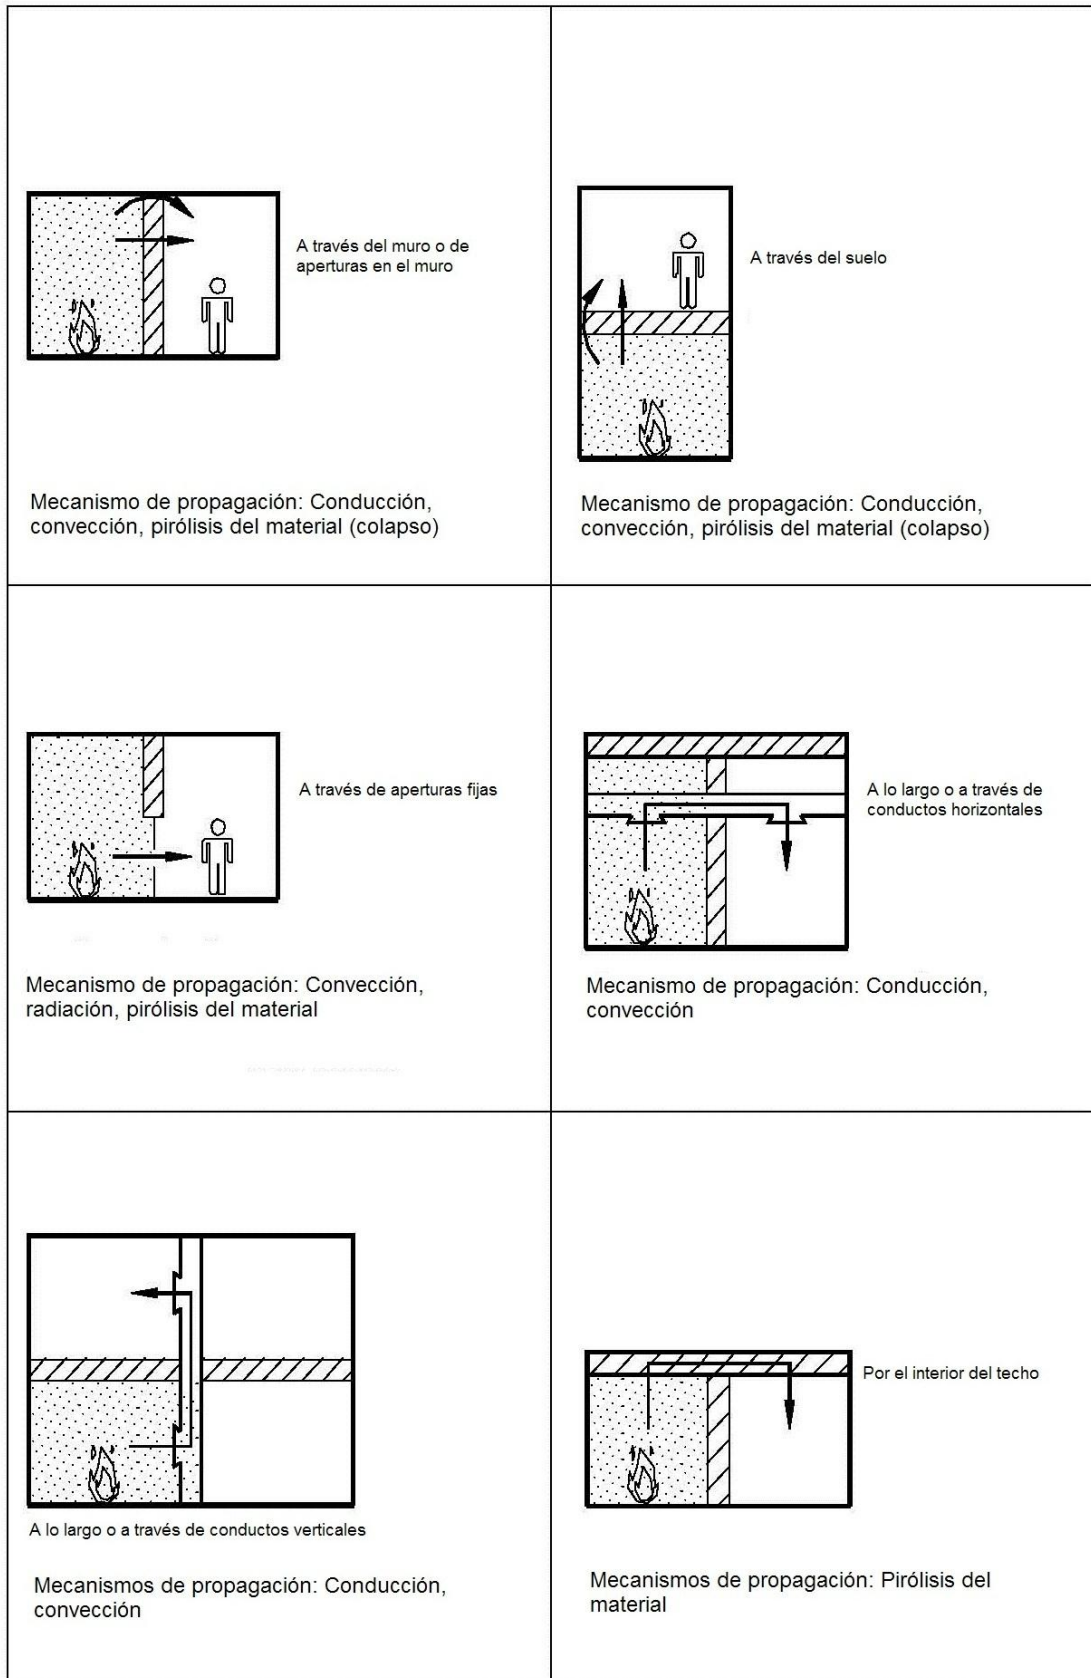 A través del muro o de
aperturas en el muro
Mecanismo de propagación: Conducción,
convección, pirólisis del material (colapso)
A través del suelo
Mecanismo de propagación: Conducción,
convección, pirólisis del material (colapso)
A través de aperturas fijas
Mecanismo de propagación: Convección,
radiación, pirólisis del material
A lo largo o a través de
conductos horizontales
Mecanismo de propagación: Conducción,
convección
A lo largo o a través de conductos verticales
Mecanismos de propagación: Conducción,
convección
Por el interior del techo
Mecanismos de propagación: Pirólisis del
material